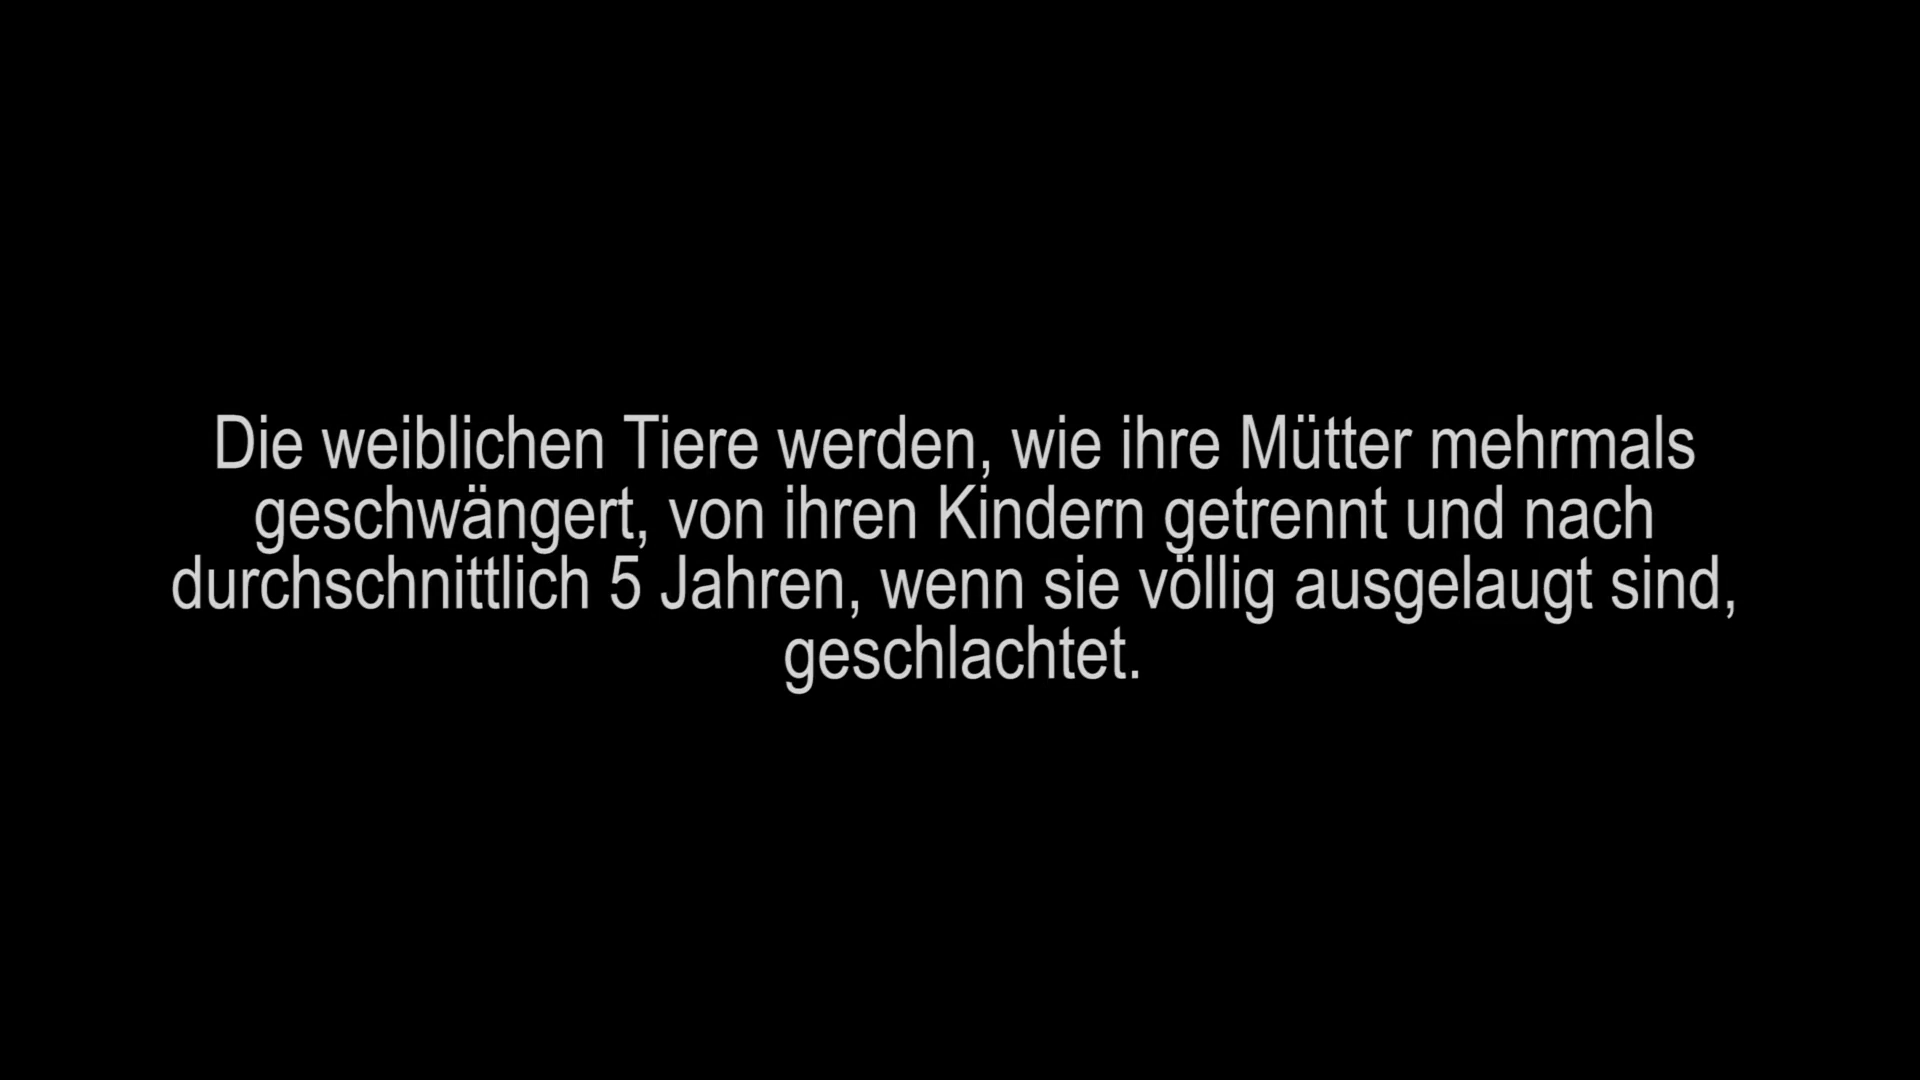 Die weiblichen Tiere werden, wie ihre Mütter mehrmals
geschwängert, von ihren Kindern getrennt und nach
durchschnittlich 5 Jahren, wenn sie völlig ausgelaugt sind,
geschlachtet.